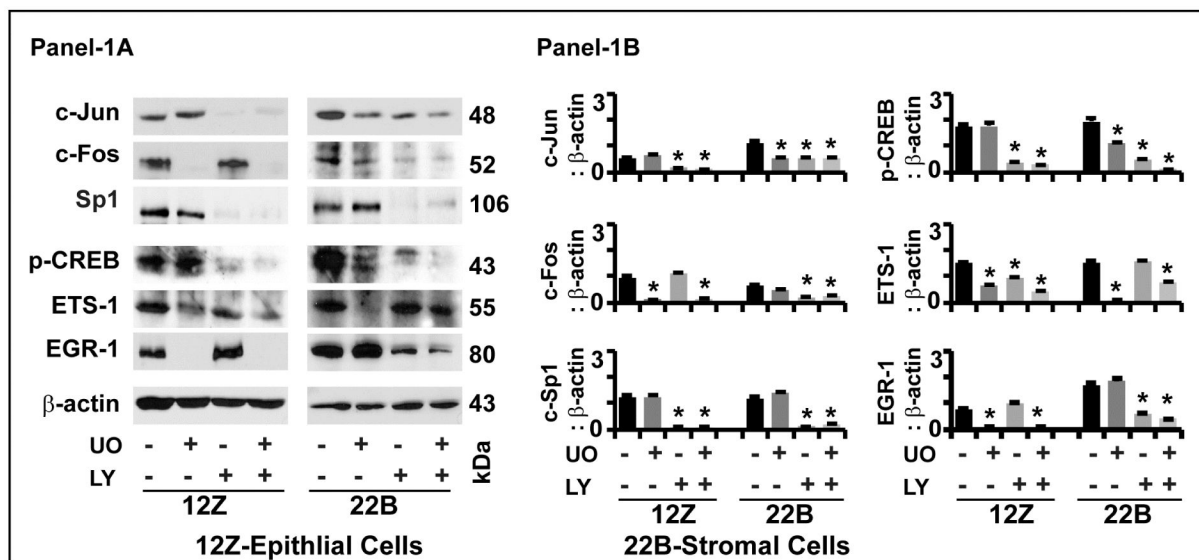 Panel-1A
c-Jun 48
c-Fos 52
Sp1 106
p-CREB 43
ETS-1 55
EGR-1 80
β-actin 43
UO - + - + - + - +
LY - - + + - - + +
kDa
12Z 22B
12Z-Epithlial Cells
Panel-1B
c-Jun
:: β-actin
3
0
* * * * *
c-Fos
:: β-actin
3
0
* * * *
c-Sp1
:: β-actin
3
0
* * * *
UO - + - + - + - +
LY - - + + - - + +
12Z 22B
p-CREB
:: β-actin
3
0
* * * * *
ETS-1
:: β-actin
3
0
* * * * *
EGR-1
:: β-actin
3
0
* * * *
UO - + - + - + - +
LY - - + + - - + +
12Z 22B
22B-Stromal Cells